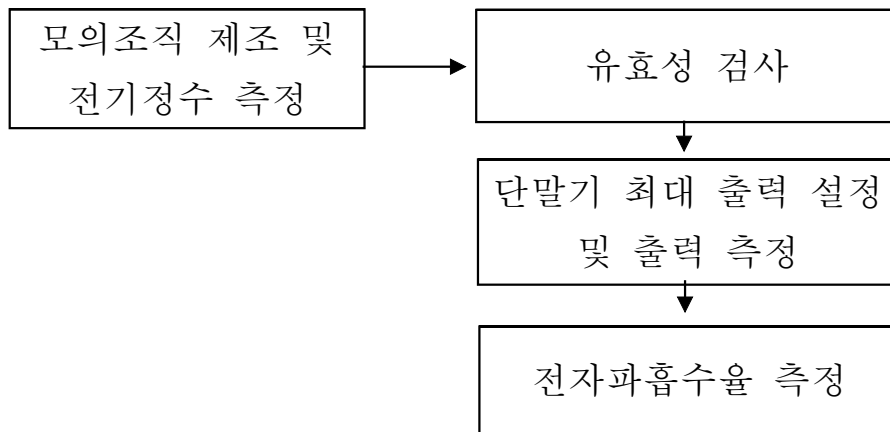 모의조직 제조 및
전기정수 측정
유효성 검사
단말기 최대 출력 설정
및 출력 측정
전자파흡수율 측정